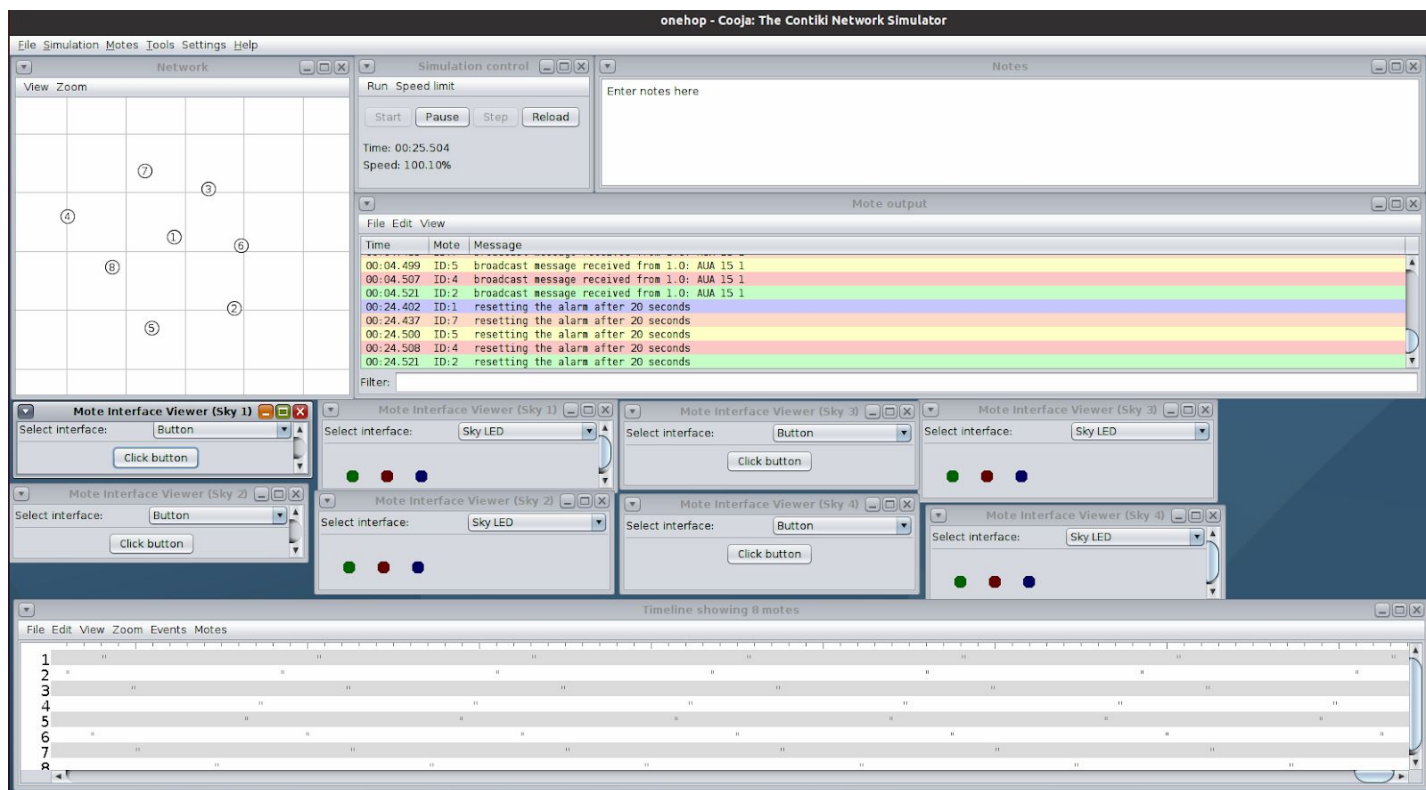 onehop - Cooja: The Contiki Network Simulator
File Simulation Motes Tools Settings Help
Network
View Zoom
7
3
4
1
6
8
2
5
Simulation control
Run Speed limit
Start Pause Step Reload
Time: 00:25.504
Speed: 100.10%
Notes
Enter notes here
Mote output
File Edit View
Time Mote Message
00:04.499 ID:5 broadcast message received from 1.0: AUA 15 1
00:04.507 ID:4 broadcast message received from 1.0: AUA 15 1
00:04.521 ID:2 broadcast message received from 1.0: AUA 15 1
00:24.402 ID:1 resetting the alarm after 20 seconds
00:24.437 ID:7 resetting the alarm after 20 seconds
00:24.500 ID:5 resetting the alarm after 20 seconds
00:24.508 ID:4 resetting the alarm after 20 seconds
00:24.521 ID:2 resetting the alarm after 20 seconds
Filter:
Mote Interface Viewer (Sky 1)
Select interface: Button
Click button
Mote Interface Viewer (Sky 1)
Select interface: Sky LED
Mote Interface Viewer (Sky 3)
Select interface: Button
Click button
Mote Interface Viewer (Sky 3)
Select interface: Sky LED
Mote Interface Viewer (Sky 2)
Select interface: Button
Click button
Mote Interface Viewer (Sky 2)
Select interface: Sky LED
Mote Interface Viewer (Sky 4)
Select interface: Button
Click button
Mote Interface Viewer (Sky 4)
Select interface: Sky LED
Timeline showing 8 motes
File Edit View Zoom Events Motes
1
2
3
4
5
6
7
8